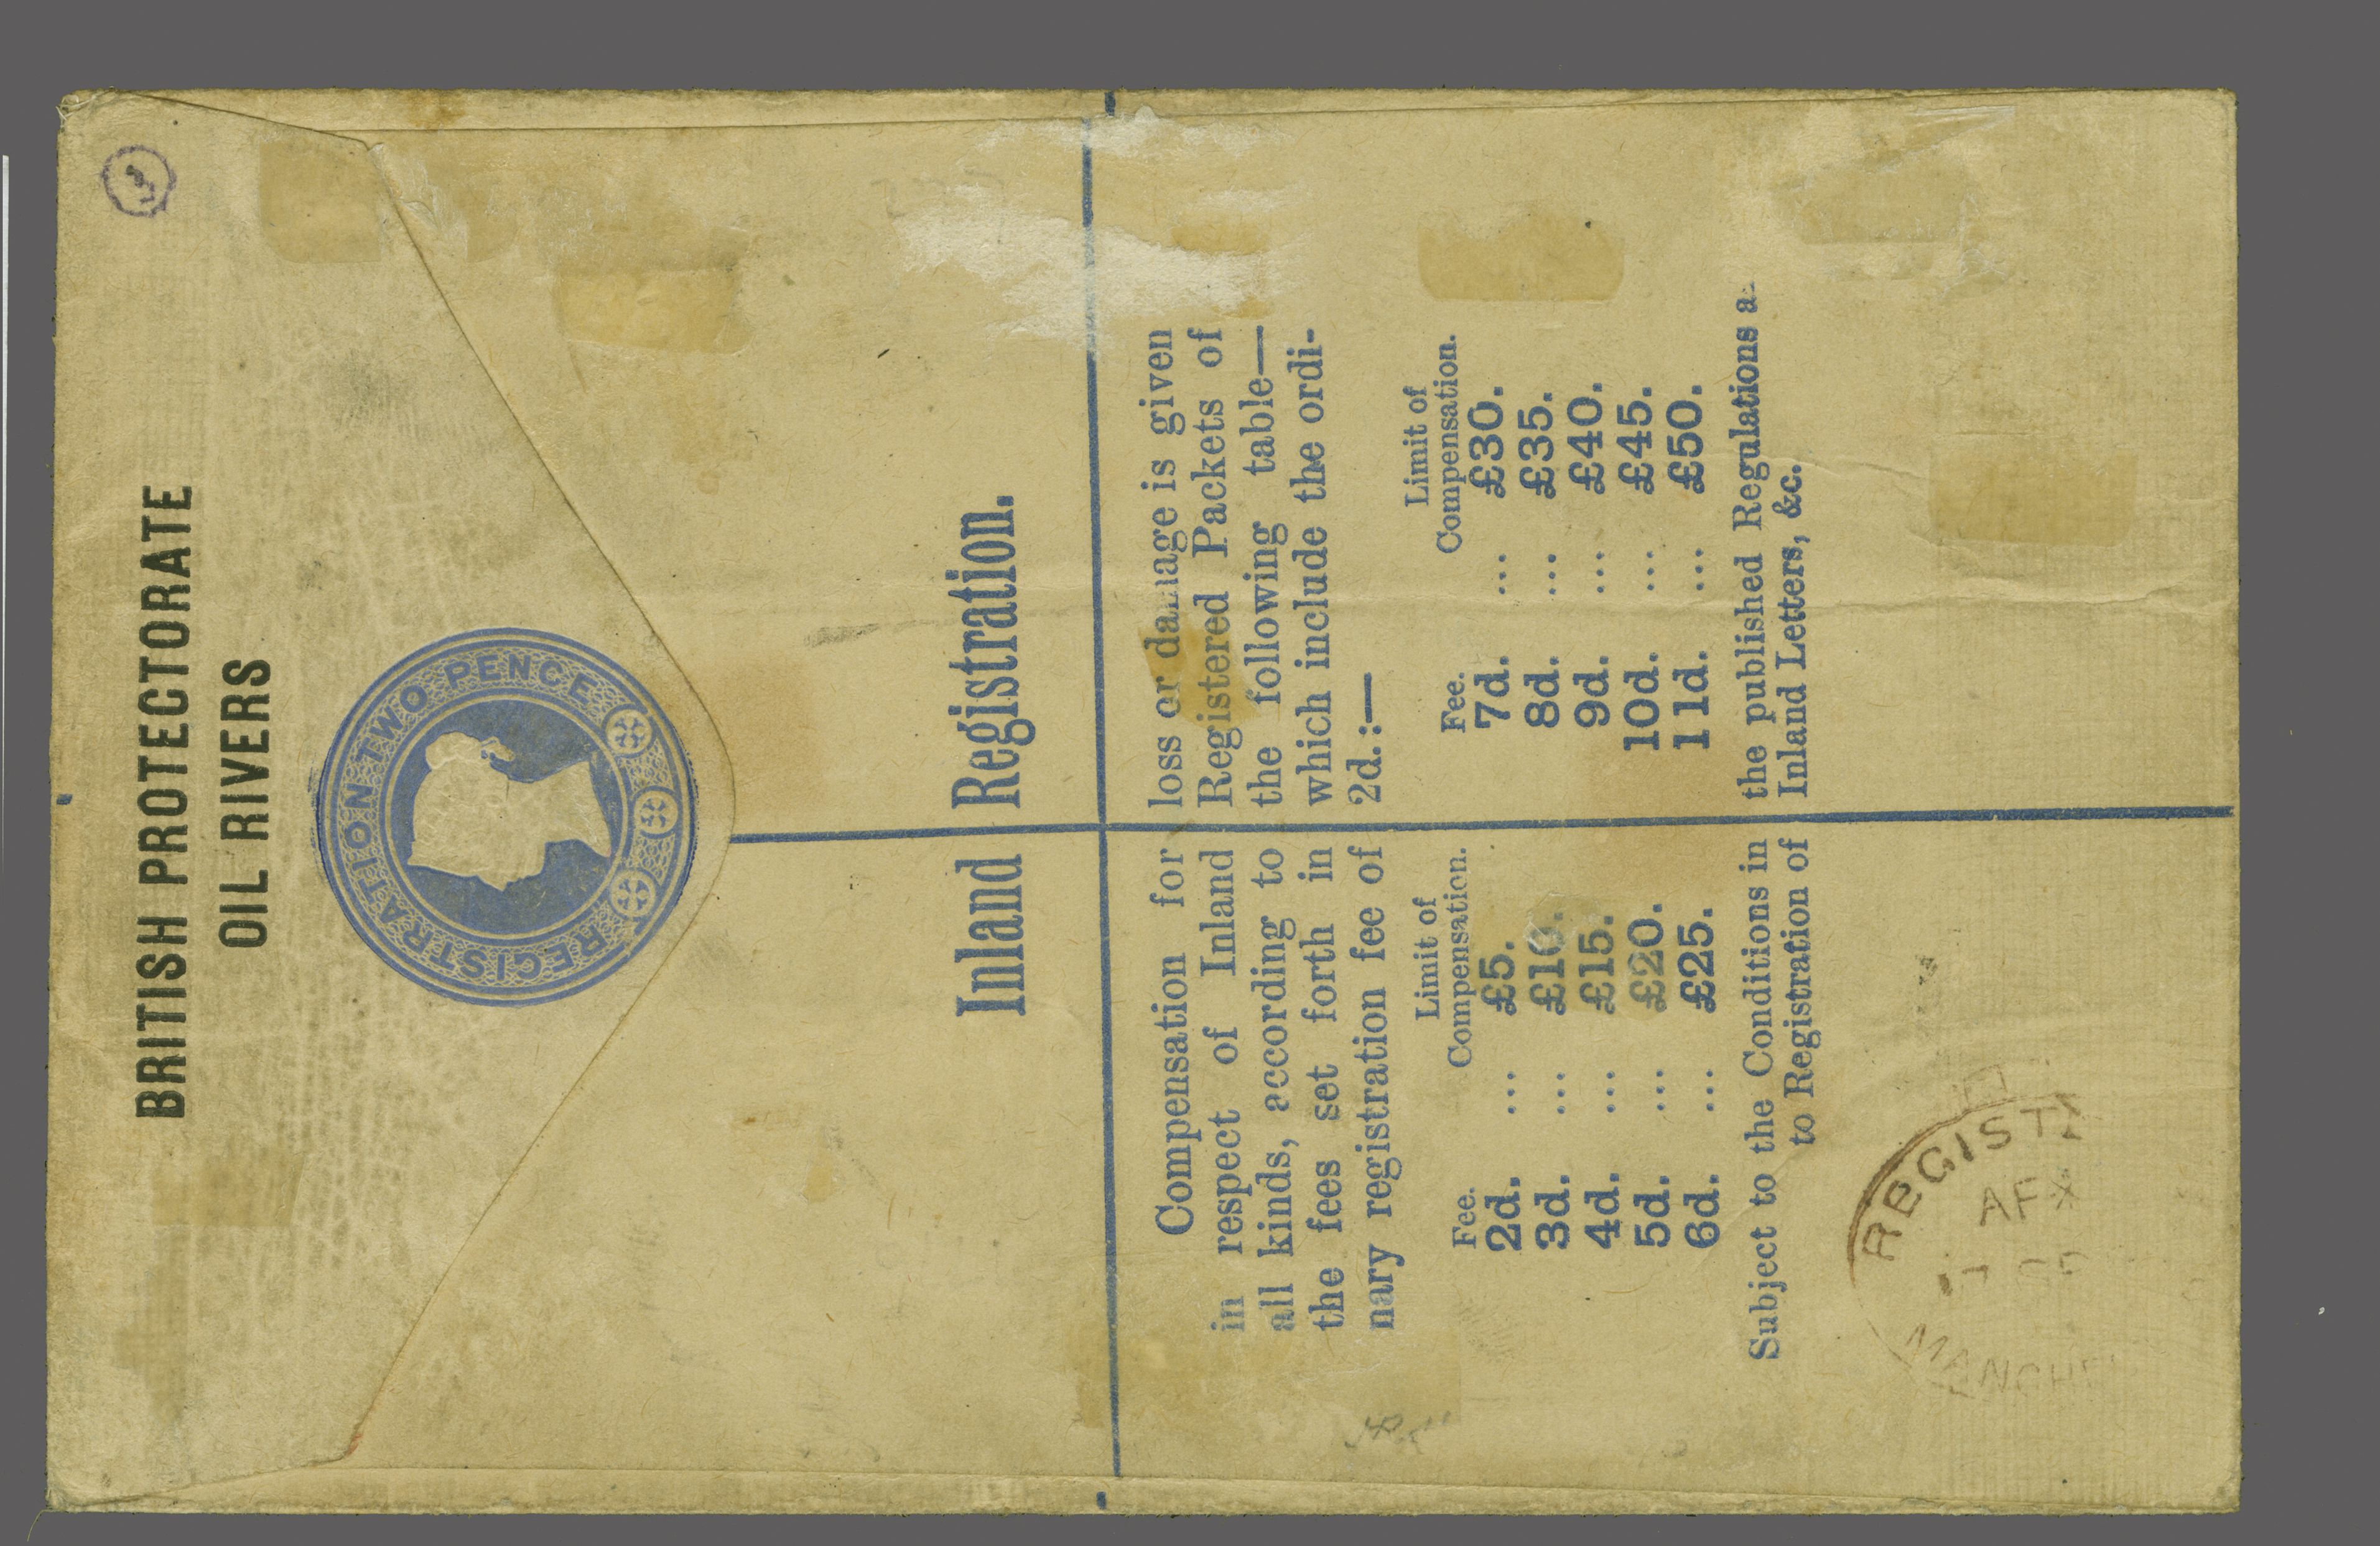 BRITISH PROTECTORATE
OIL RIVERS
REGISTRATION TWO PENCE
Inland Registration.
Compensation for
in respect of Inland
all kinds, according to
the fees set forth in
nary registration fee of
loss or damage is given
Registered Packets of
the following table—
which include the ordi-
2d.:—
Fee. Limit of Compensation.
2d. ... £5.
3d. ... £10.
4d. ... £15.
5d. ... £20.
6d. ... £25.
Fee. Limit of Compensation.
7d. ... £30.
8d. ... £35.
9d. ... £40.
10d. ... £45.
11d. ... £50.
Subject to the Conditions in the published Regulations a
to Registration of Inland Letters, &c.
REGIST